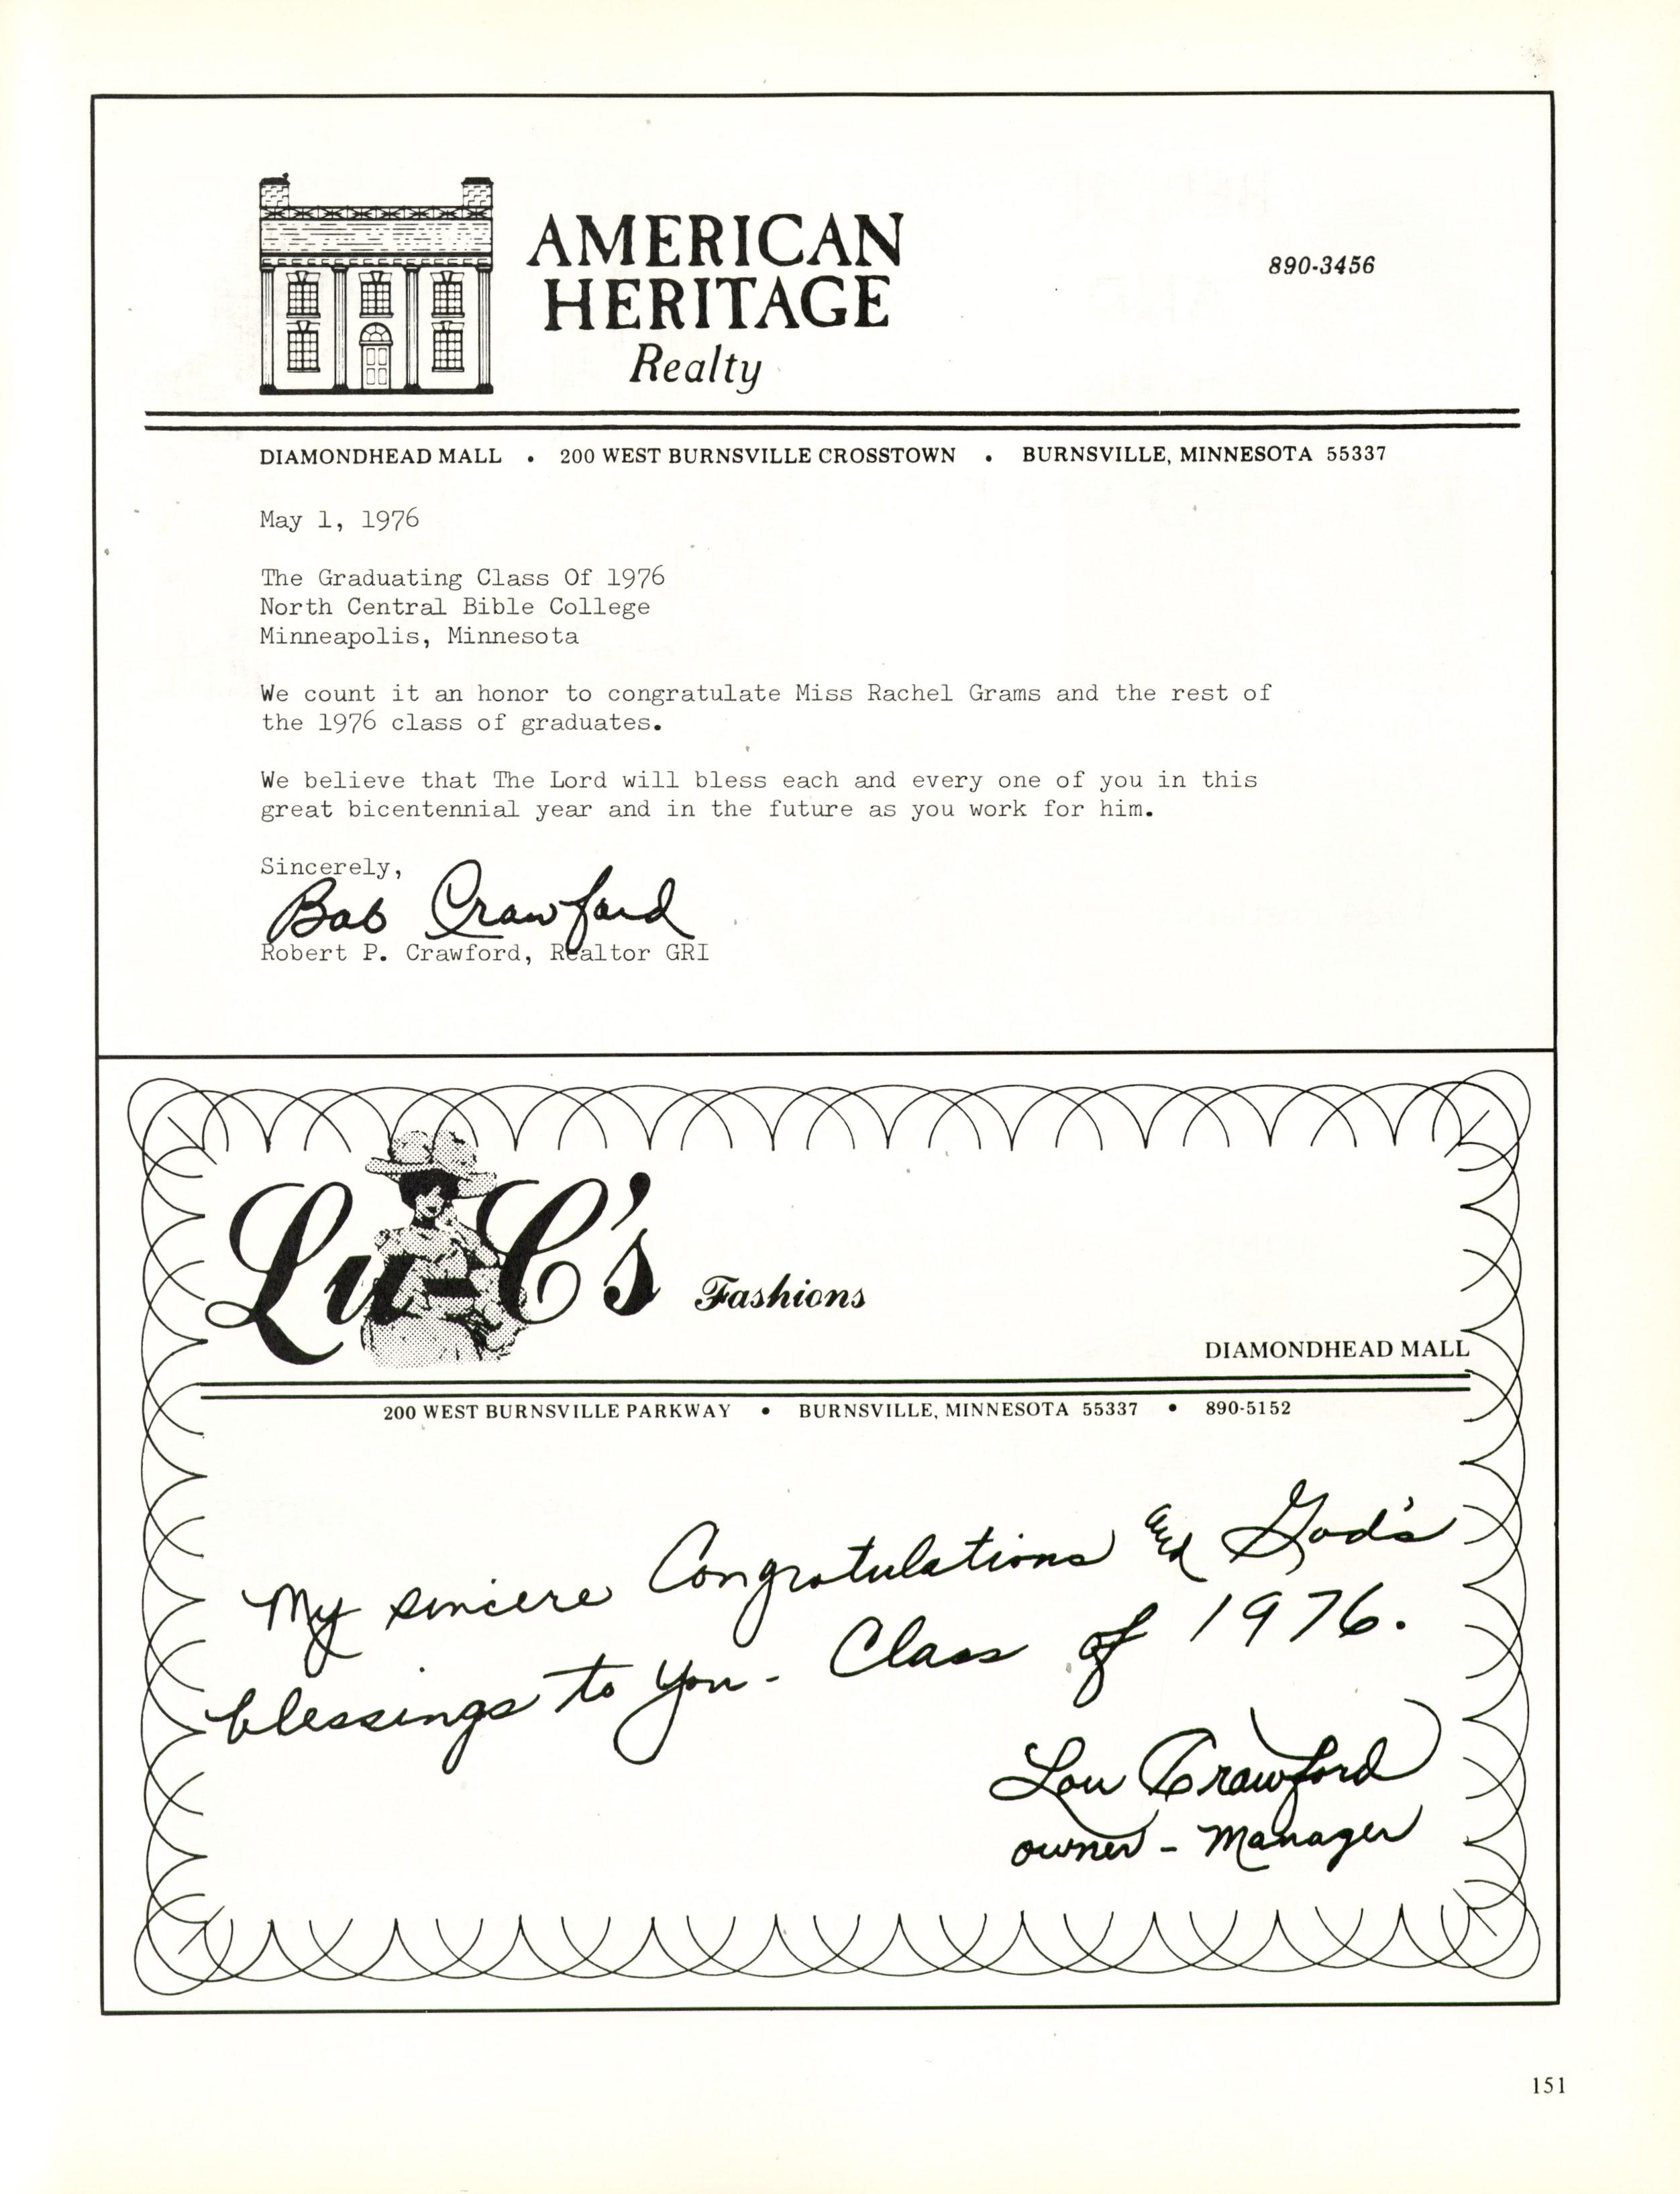 AMERICAN
HERITAGE
Realty
890-3456
DIAMONDHEAD MALL • 200 WEST BURNSVILLE CROSSTOWN • BURNSVILLE, MINNESOTA 55337
May 1, 1976
The Graduating Class Of 1976
North Central Bible College
Minneapolis, Minnesota
We count it an honor to congratulate Miss Rachel Grams and the rest of
the 1976 class of graduates.
We believe that The Lord will bless each and every one of you in this
great bicentennial year and in the future as you work for him.
Sincerely,
Bob Crawford
Robert P. Crawford, Realtor GRI
Lu-C's Fashions
DIAMONDHEAD MALL
200 WEST BURNSVILLE PARKWAY • BURNSVILLE, MINNESOTA 55337 • 890-5152
My sincere Congratulations and God's
blessings to you - Class of 1976.
Lou Crawford
owner - Manager
151